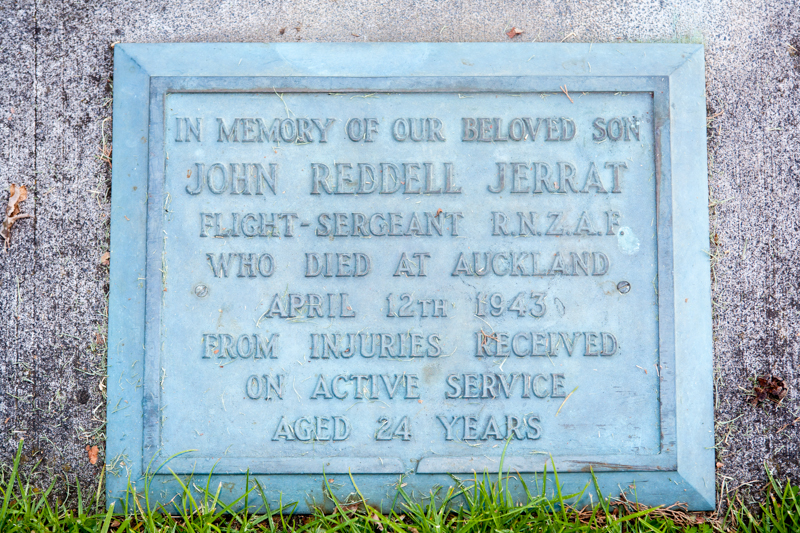 IN MEMORY OF OUR BELOVED SON
JOHN REDDELL JERRAT
FLIGHT-SERGEANT R.N.Z.A.F.
WHO DIED AT AUCKLAND
APRIL 12TH 1943
FROM INJURIES RECEIVED
ON ACTIVE SERVICE
AGED 24 YEARS